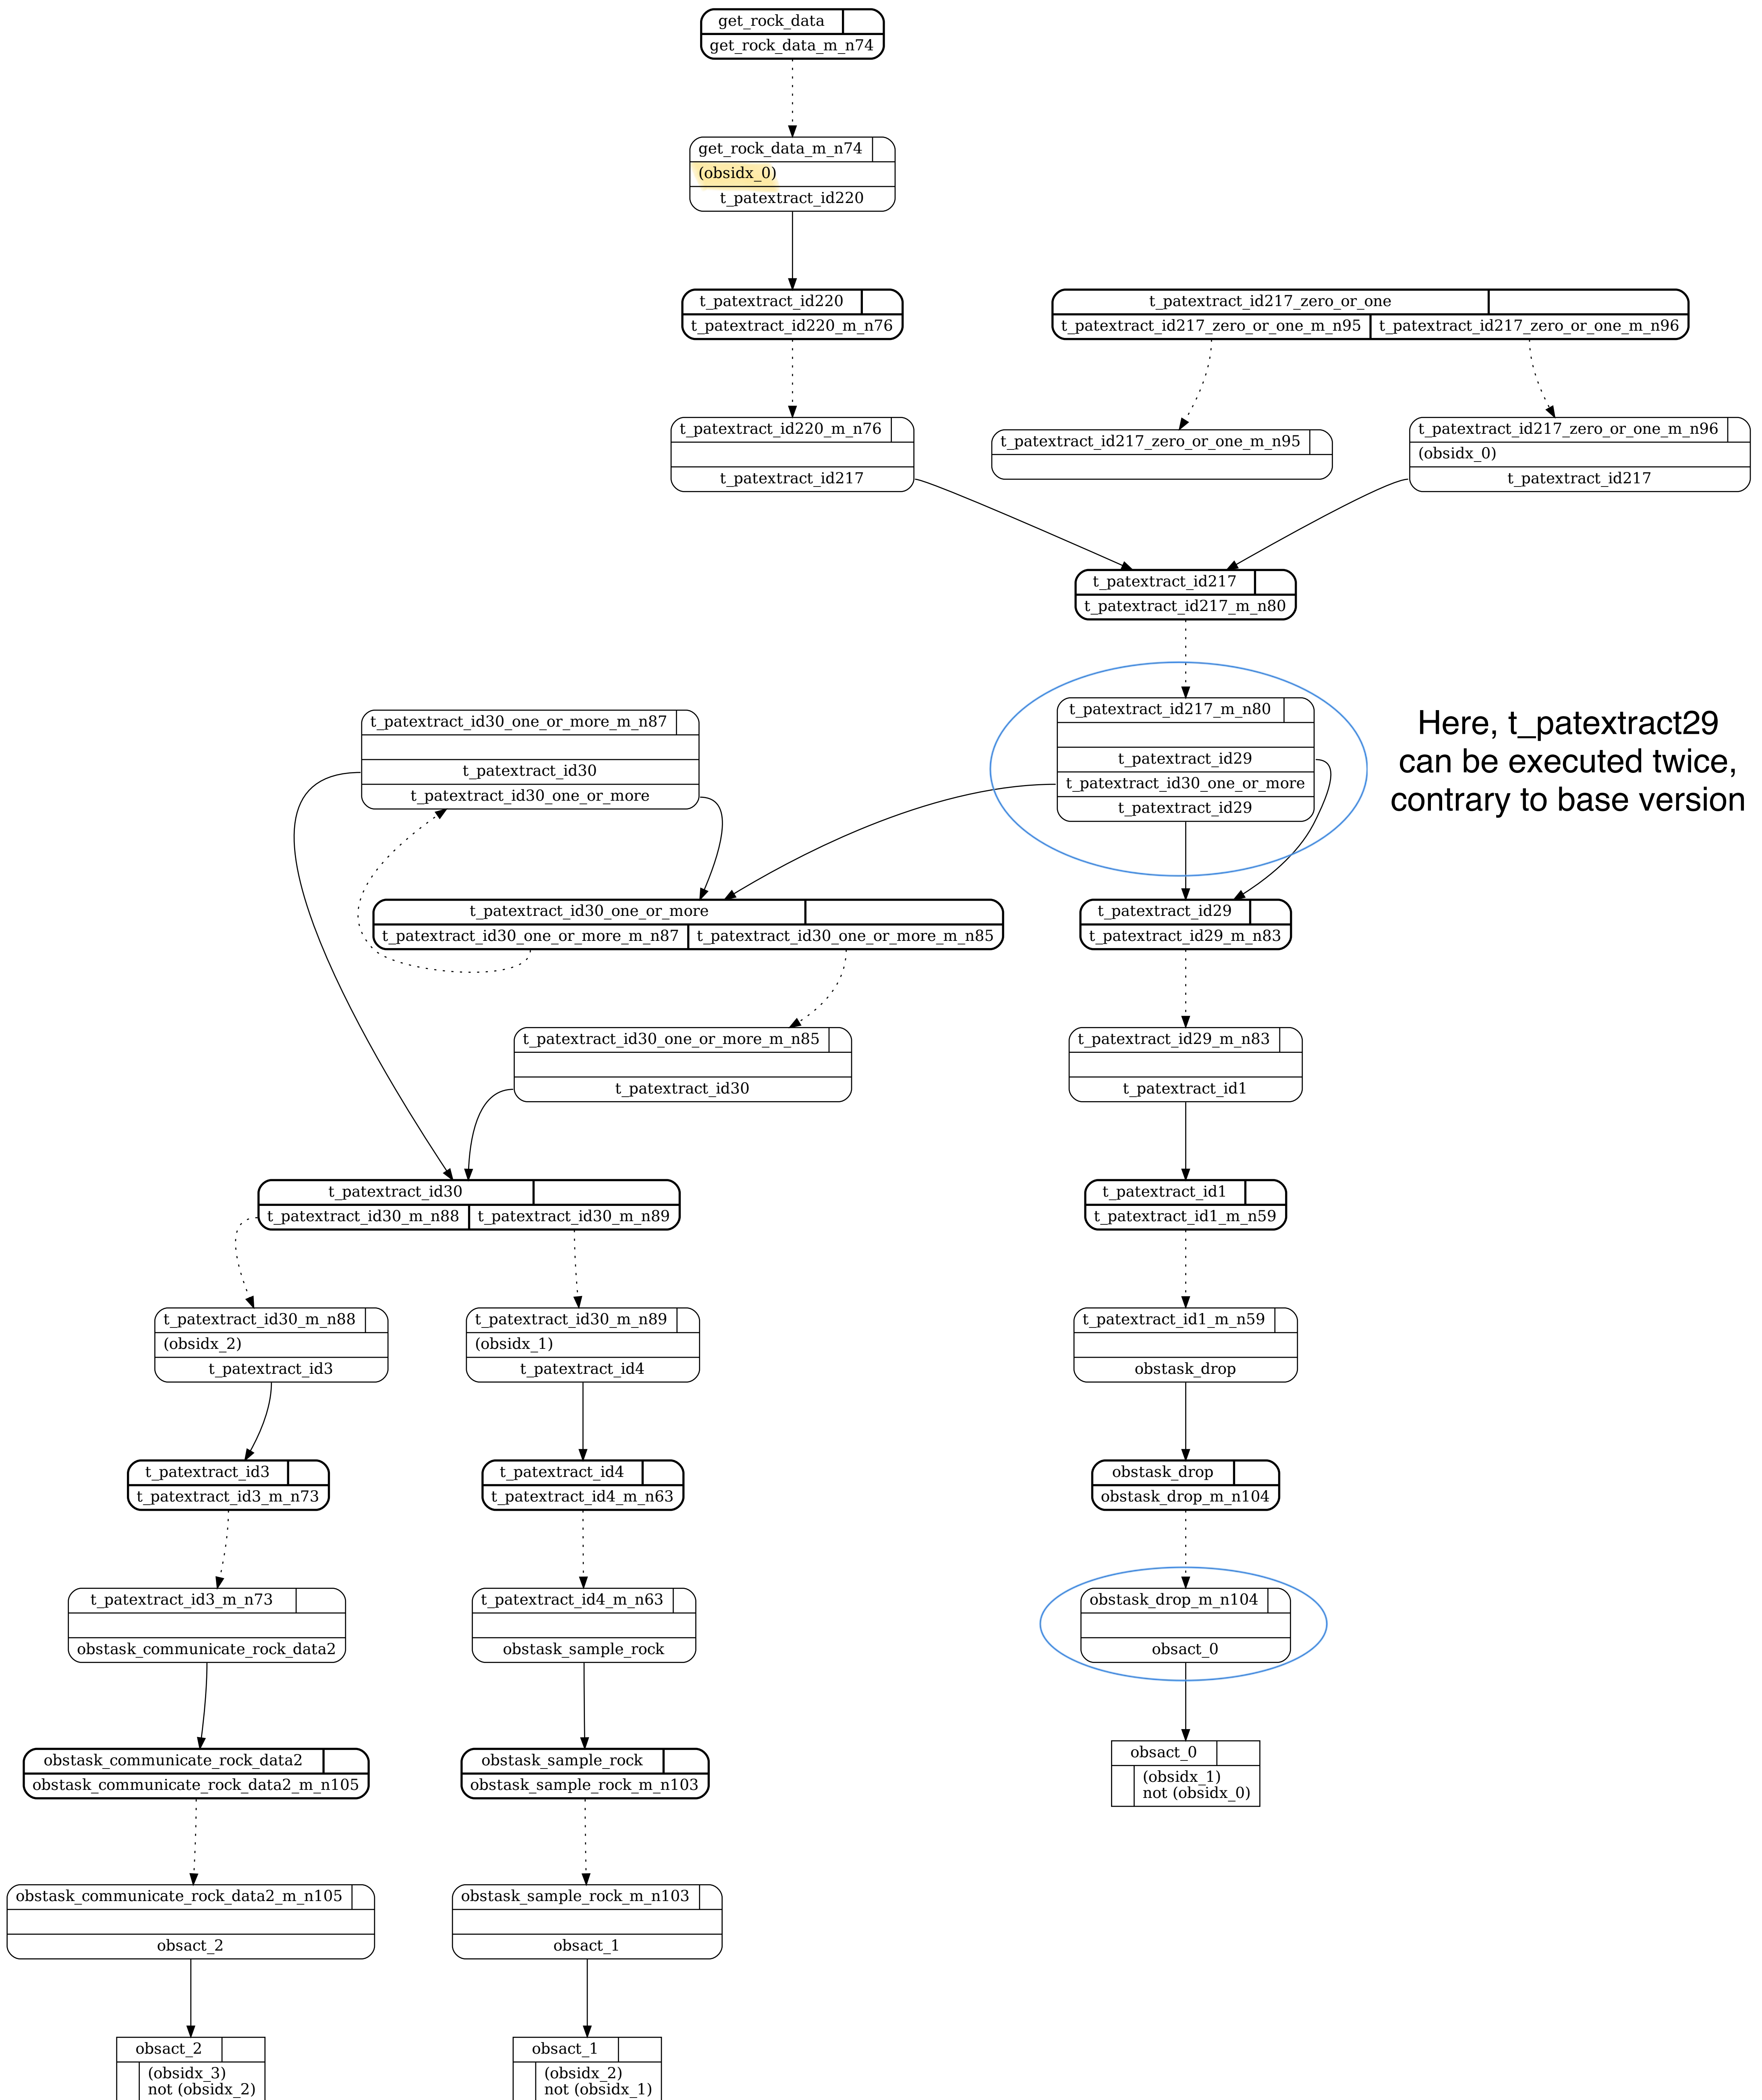 get_rock_data
get_rock_data_m_n74
get_rock_data_m_n74
(obsidx_0)
t_patextract_id220
t_patextract_id220
t_patextract_id220_m_n76
t_patextract_id217_zero_or_one
t_patextract_id217_zero_or_one_m_n95 t_patextract_id217_zero_or_one_m_n96
t_patextract_id220_m_n76
t_patextract_id217
t_patextract_id217_zero_or_one_m_n95
t_patextract_id217_zero_or_one_m_n96
(obsidx_0)
t_patextract_id217
t_patextract_id217
t_patextract_id217_m_n80
t_patextract_id30_one_or_more_m_n87
t_patextract_id30
t_patextract_id30_one_or_more
t_patextract_id217_m_n80
t_patextract_id29
t_patextract_id30_one_or_more
t_patextract_id29
Here, t_patextract29
can be executed twice,
contrary to base version
t_patextract_id30_one_or_more
t_patextract_id30_one_or_more_m_n87 t_patextract_id30_one_or_more_m_n85
t_patextract_id29
t_patextract_id29_m_n83
t_patextract_id30_one_or_more_m_n85
t_patextract_id30
t_patextract_id29_m_n83
t_patextract_id1
t_patextract_id30
t_patextract_id30_m_n88 t_patextract_id30_m_n89
t_patextract_id1
t_patextract_id1_m_n59
t_patextract_id30_m_n88
(obsidx_2)
t_patextract_id3
t_patextract_id30_m_n89
(obsidx_1)
t_patextract_id4
t_patextract_id1_m_n59
obstask_drop
t_patextract_id3
t_patextract_id3_m_n73
t_patextract_id4
t_patextract_id4_m_n63
obstask_drop
obstask_drop_m_n104
t_patextract_id3_m_n73
obstask_communicate_rock_data2
t_patextract_id4_m_n63
obstask_sample_rock
obstask_drop_m_n104
obsact_0
obstask_communicate_rock_data2
obstask_communicate_rock_data2_m_n105
obstask_sample_rock
obstask_sample_rock_m_n103
obsact_0
(obsidx_1)
not (obsidx_0)
obstask_communicate_rock_data2_m_n105
obsact_2
obstask_sample_rock_m_n103
obsact_1
obsact_2
(obsidx_3)
not (obsidx_2)
obsact_1
(obsidx_2)
not (obsidx_1)